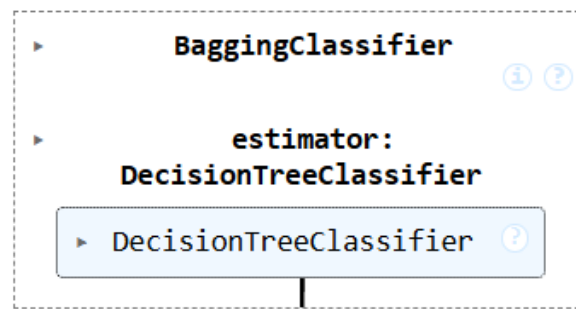 ▸ BaggingClassifier
i ?
▸ estimator:
DecisionTreeClassifier
▸ DecisionTreeClassifier ?